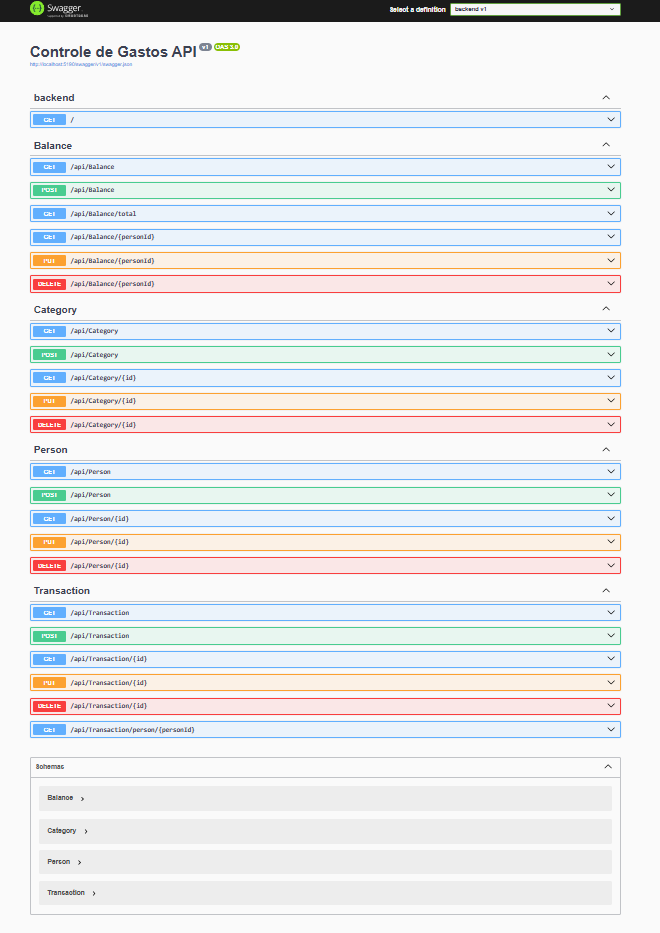 Swagger
Supported by SMARTBEAR
Select a definition
backend v1
Controle de Gastos API v1 OAS 3.0
http://localhost:5190/swagger/v1/swagger.json
backend
GET /
Balance
GET /api/Balance
POST /api/Balance
GET /api/Balance/total
GET /api/Balance/{personId}
PUT /api/Balance/{personId}
DELETE /api/Balance/{personId}
Category
GET /api/Category
POST /api/Category
GET /api/Category/{id}
PUT /api/Category/{id}
DELETE /api/Category/{id}
Person
GET /api/Person
POST /api/Person
GET /api/Person/{id}
PUT /api/Person/{id}
DELETE /api/Person/{id}
Transaction
GET /api/Transaction
POST /api/Transaction
GET /api/Transaction/{id}
PUT /api/Transaction/{id}
DELETE /api/Transaction/{id}
GET /api/Transaction/person/{personId}
Schemas
Balance
Category
Person
Transaction